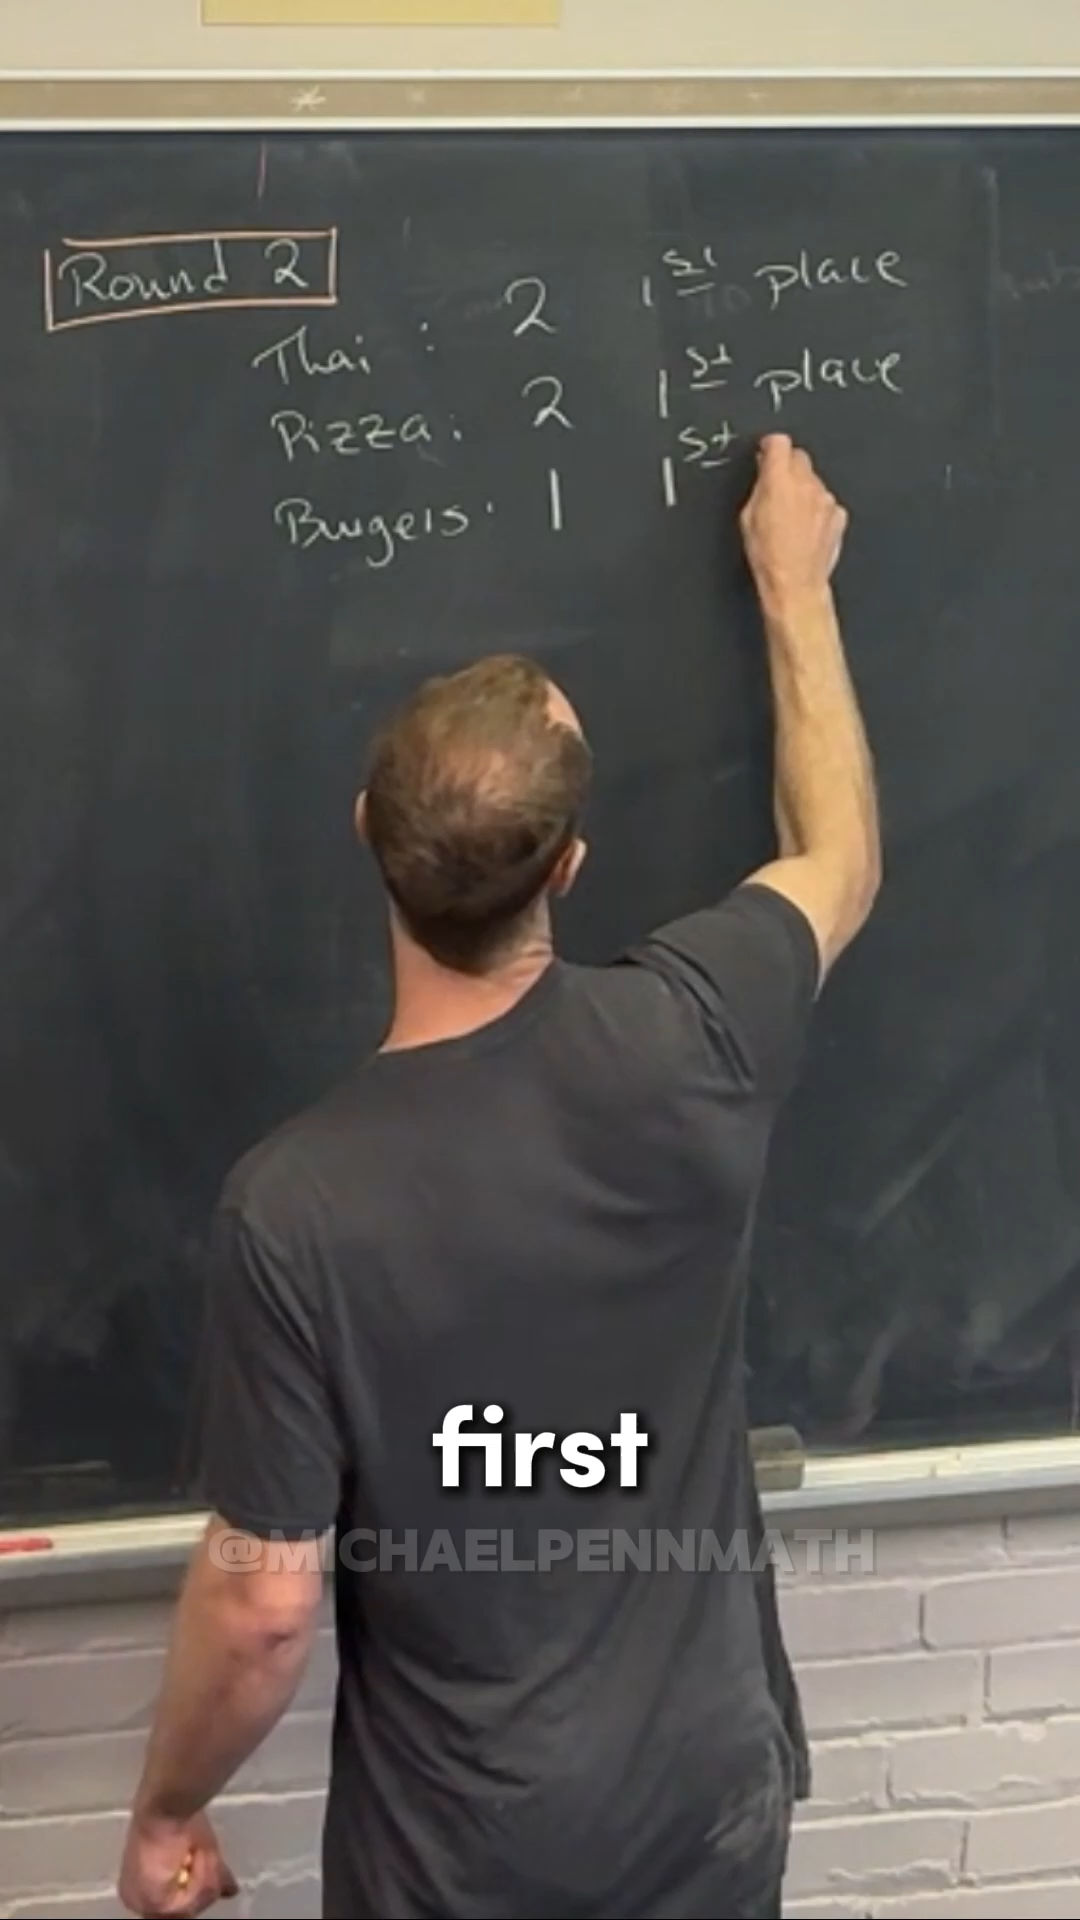 Round 2
Thai: 2 1st place
Pizza: 2 1st place
Burgers: 1 1st
first
@MICHAELPENNMATH